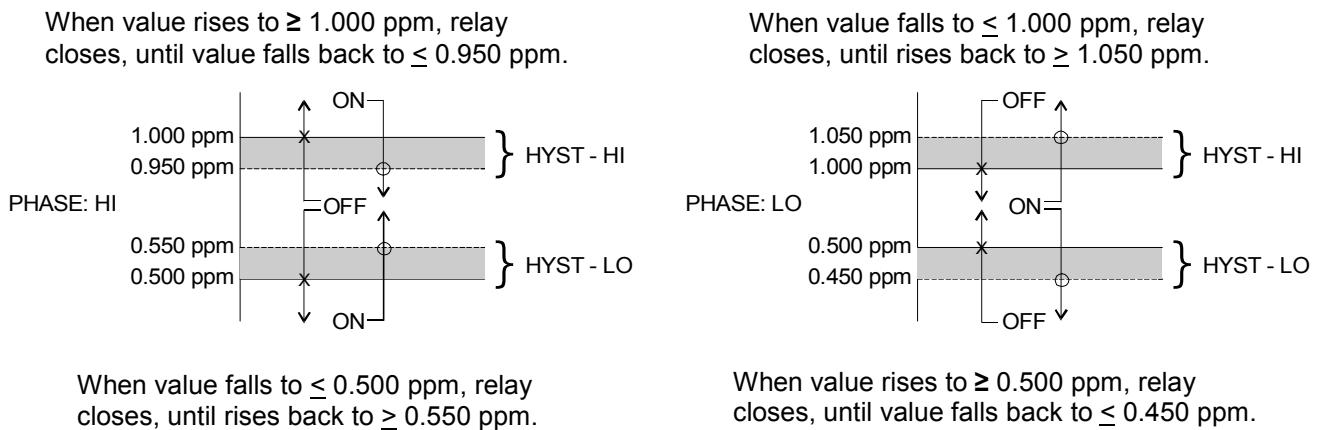 When value rises to ≥ 1.000 ppm, relay
closes, until value falls back to ≤ 0.950 ppm.
ON
1.000 ppm
0.950 ppm
HYST - HI
PHASE: HI
OFF
0.550 ppm
0.500 ppm
HYST - LO
ON
When value falls to ≤ 0.500 ppm, relay
closes, until rises back to ≥ 0.550 ppm.
When value falls to ≤ 1.000 ppm, relay
closes, until rises back to ≥ 1.050 ppm.
OFF
1.050 ppm
1.000 ppm
HYST - HI
PHASE: LO
ON
0.500 ppm
0.450 ppm
HYST - LO
OFF
When value rises to ≥ 0.500 ppm, relay
closes, until value falls back to ≤ 0.450 ppm.